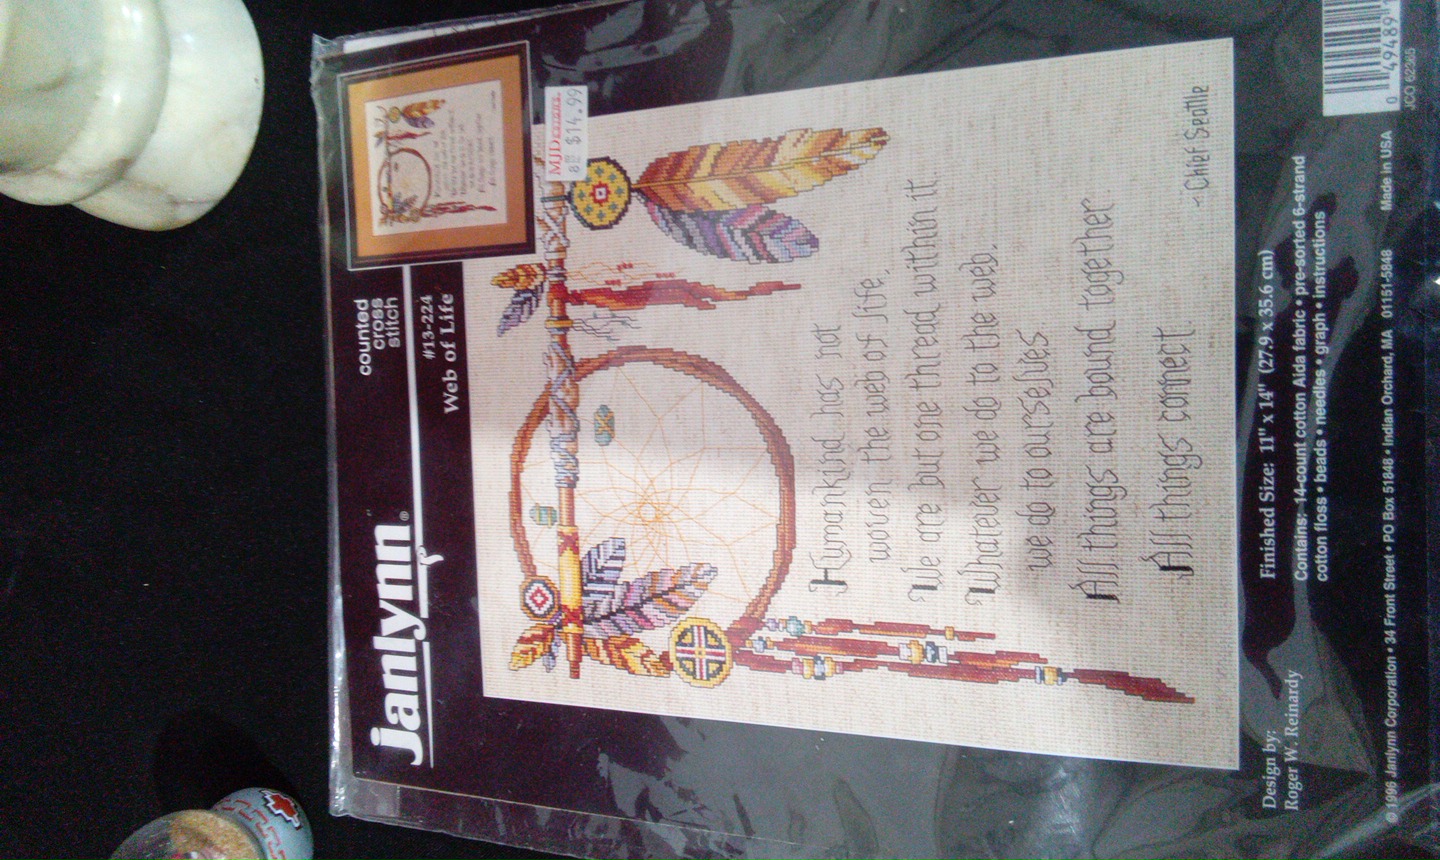 Janlynn®
counted
cross
stitch
#13-224
Web of Life
MJDesigns.
$14.99
Humankind has not
woven the web of life.
We are but one thread within it.
Whatever we do to the web,
we do to ourselves.
All things are bound together.
All things connect.
~Chief Seattle
Design by:
Roger W. Reinardy
Finished Size: 11" x 14" (27.9 x 35.6 cm)
Contains: 14-count cotton Aida fabric • pre-sorted 6-strand
cotton floss • beads • needles • graph • instructions
© 1996 Janlynn Corporation • 34 Front Street • PO Box 51848 • Indian Orchard, MA 01151-5848 Made in USA
0 49489